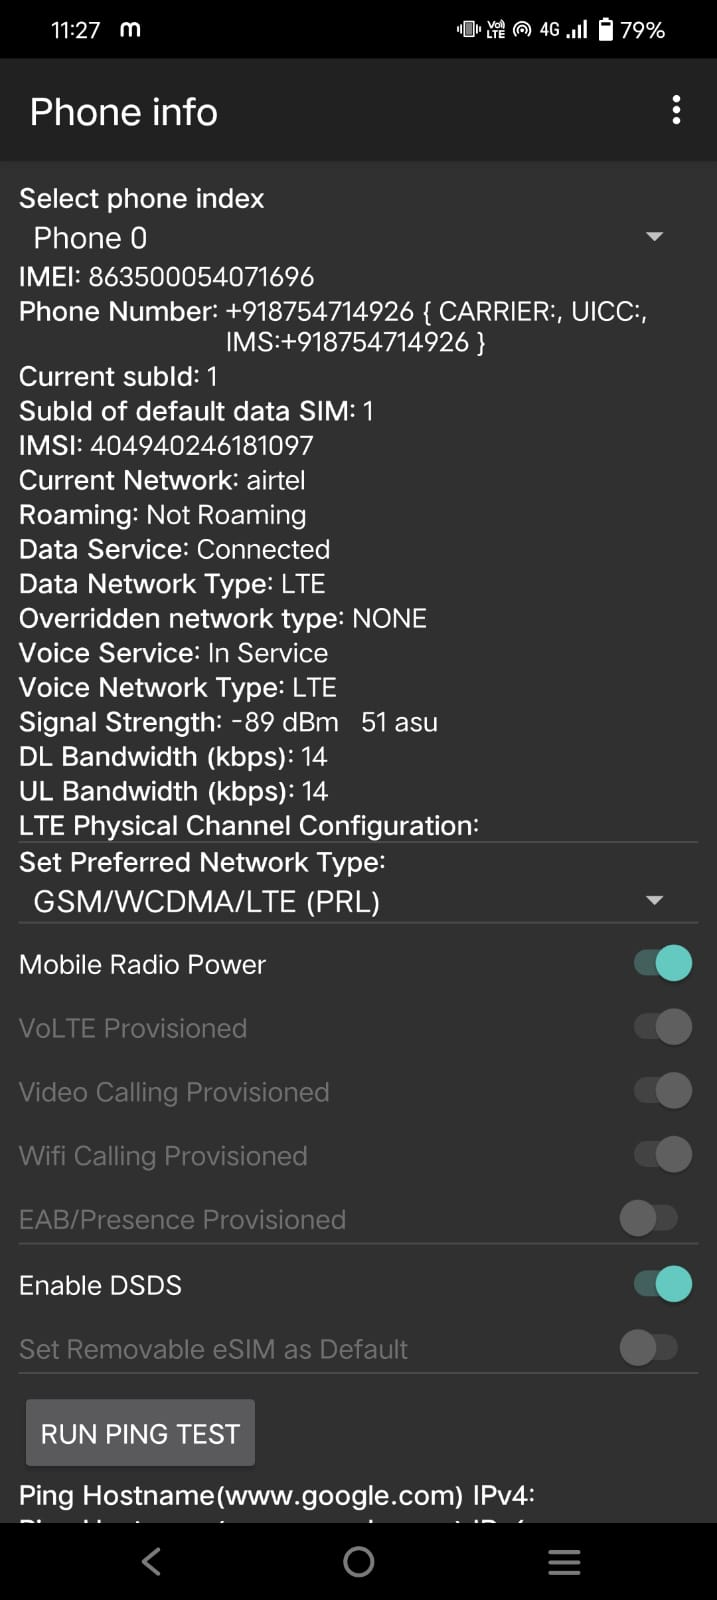 11:27 m VoLTE 4G 79%
Phone info
Select phone index
Phone 0
IMEI: 863500054071696
Phone Number: +918754714926 { CARRIER:, UICC:,
IMS:+918754714926 }
Current subId: 1
SubId of default data SIM: 1
IMSI: 404940246181097
Current Network: airtel
Roaming: Not Roaming
Data Service: Connected
Data Network Type: LTE
Overridden network type: NONE
Voice Service: In Service
Voice Network Type: LTE
Signal Strength: -89 dBm   51 asu
DL Bandwidth (kbps): 14
UL Bandwidth (kbps): 14
LTE Physical Channel Configuration:
Set Preferred Network Type:
GSM/WCDMA/LTE (PRL)
Mobile Radio Power
VoLTE Provisioned
Video Calling Provisioned
Wifi Calling Provisioned
EAB/Presence Provisioned
Enable DSDS
Set Removable eSIM as Default
RUN PING TEST
Ping Hostname(www.google.com) IPv4: